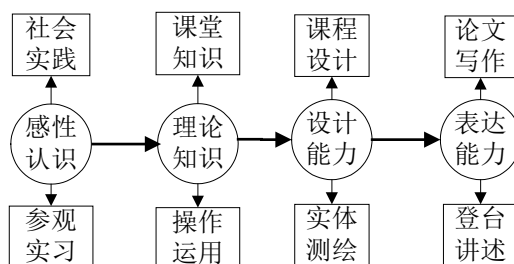 社会
实践
课堂
知识
课程
设计
论文
写作
感性
认识
理论
知识
设计
能力
表达
能力
参观
实习
操作
运用
实体
测绘
登台
讲述